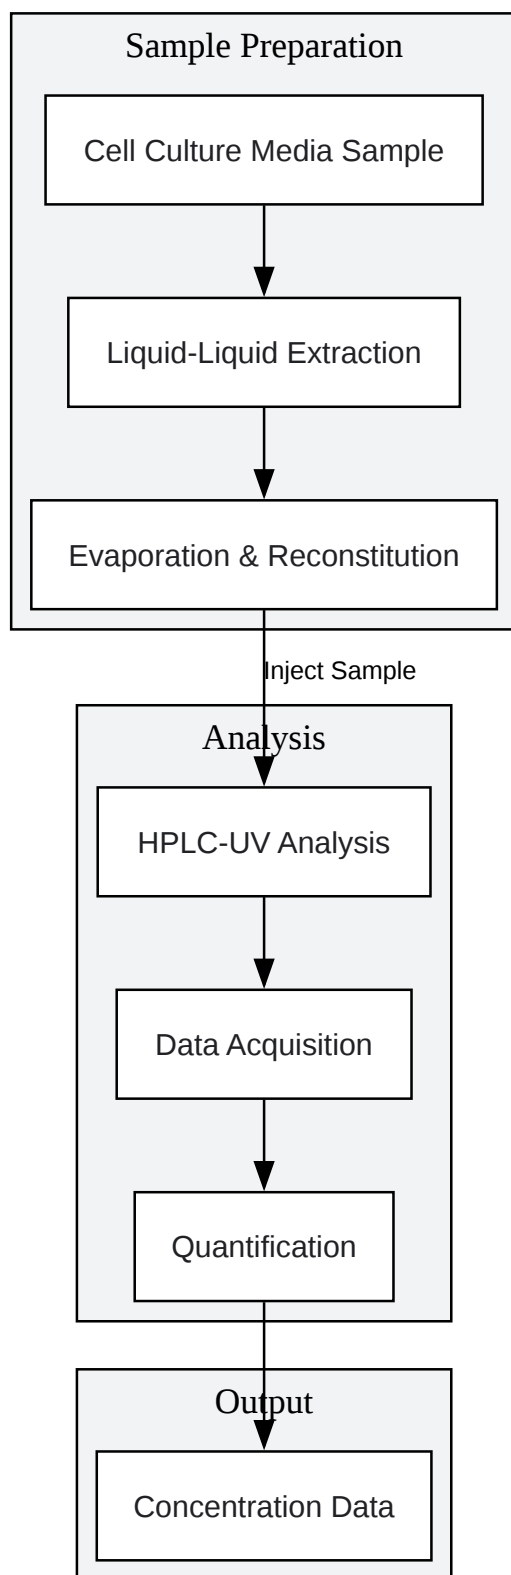 Sample Preparation
Cell Culture Media Sample
Liquid-Liquid Extraction
Evaporation & Reconstitution
Inject Sample
Analysis
HPLC-UV Analysis
Data Acquisition
Quantification
Output
Concentration Data